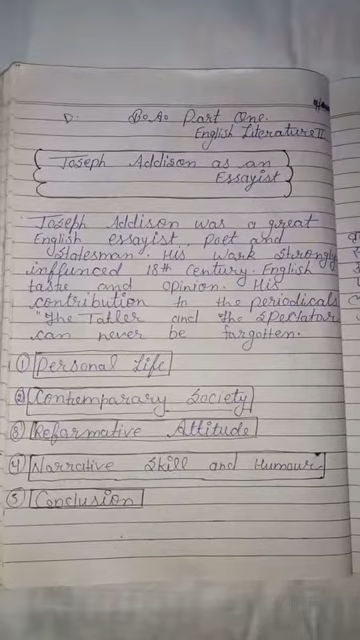 B.A. Part One.
English Literature II
Joseph Addison as an
Essayist
Joseph Addison was a great
English essayist, Poet and
Statesman. His work strongly
influnced 18th Century. English
taste and opinion. His
contribution to the periodicals
"The Tatler and The Spectator
can never be forgotten.
① Personal Life
② Contemparary Society
③ Reformative Attitude
④ Narrative Skill and Humour
⑤ Conclusion